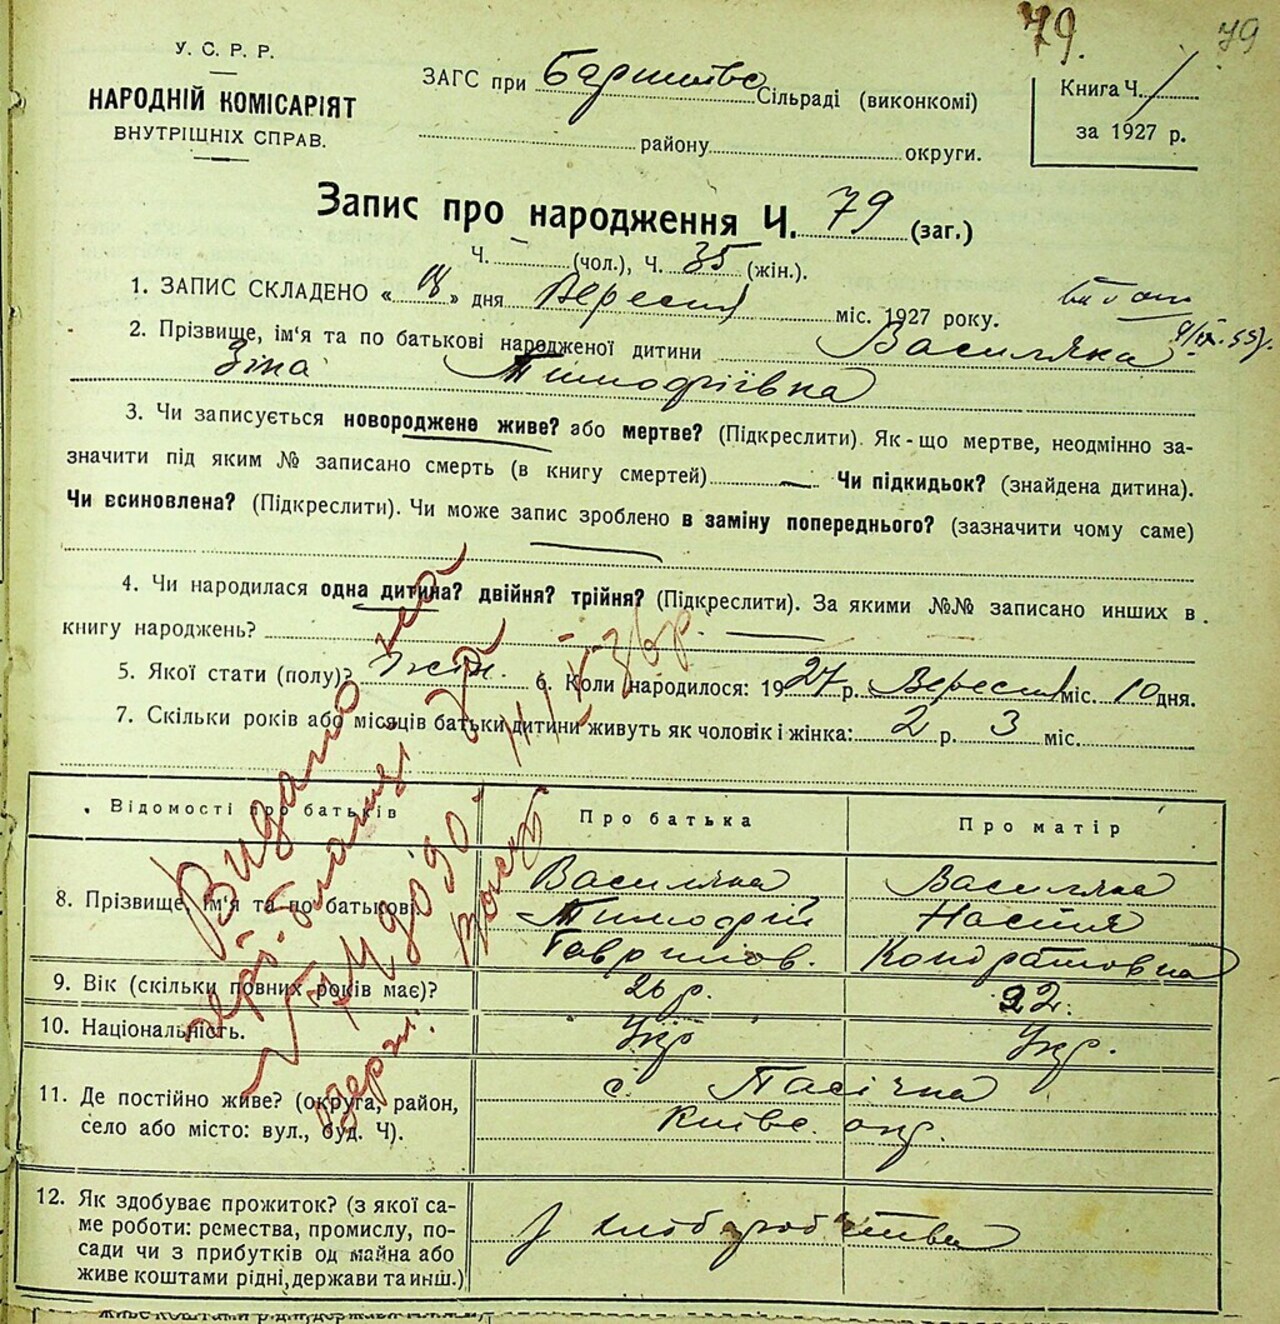 79.
79
У. С. Р. Р.
НАРОДНІЙ КОМІСАРІЯТ
ВНУТРІШНІХ СПРАВ.
ЗАГС при Сільраді (виконкомі)
району округи.
Книга Ч. 1
за 1927 р.
Запис про народження Ч. 79 (заг.)
Ч. — (чол.), Ч. 35 (жін.).
1. ЗАПИС СКЛАДЕНО « 18 » дня Вересня міс. 1927 року.
2. Прізвище, ім'я та по батькові народженої дитини Василяка
Зіна Тимофіївна
3. Чи записується новороджене живе? або мертве? (Підкреслити). Як-що мертве, неодмінно за-
значити під яким № записано смерть (в книгу смертей) — Чи підкидьок? (знайдена дитина).
Чи всиновлена? (Підкреслити). Чи може запис зроблено в заміну попереднього? (зазначити чому саме)
4. Чи народилася одна дитина? двійня? трійня? (Підкреслити). За якими №№ записано инших в
книгу народжень? —
5. Якої стати (полу)? жін. 6. Коли народилося: 1927 р. Вересня міс. 10 дня.
7. Скільки років або місяців батьки дитини живуть як чоловік і жінка: 2 р. 3 міс.
Відомості про батьків Про батька Про матір
8. Прізвище, ім'я та по батькові. Василяка Василяка
Тимофій Настя
Гаврилов. Кондратовна
9. Вік (скільки повних років має)? 26 р. 22 г.
10. Національність. Укр Укр.
11. Де постійно живе? (округа, район,
село або місто: вул., буд. Ч).
с. Пасічна
Київс. окр.
12. Як здобуває прожиток? (з якої са-
ме роботи: ремества, промислу, по-
сади чи з прибутків од майна або
живе коштами рідні, держави та инш.)
з хліборобства
Видано